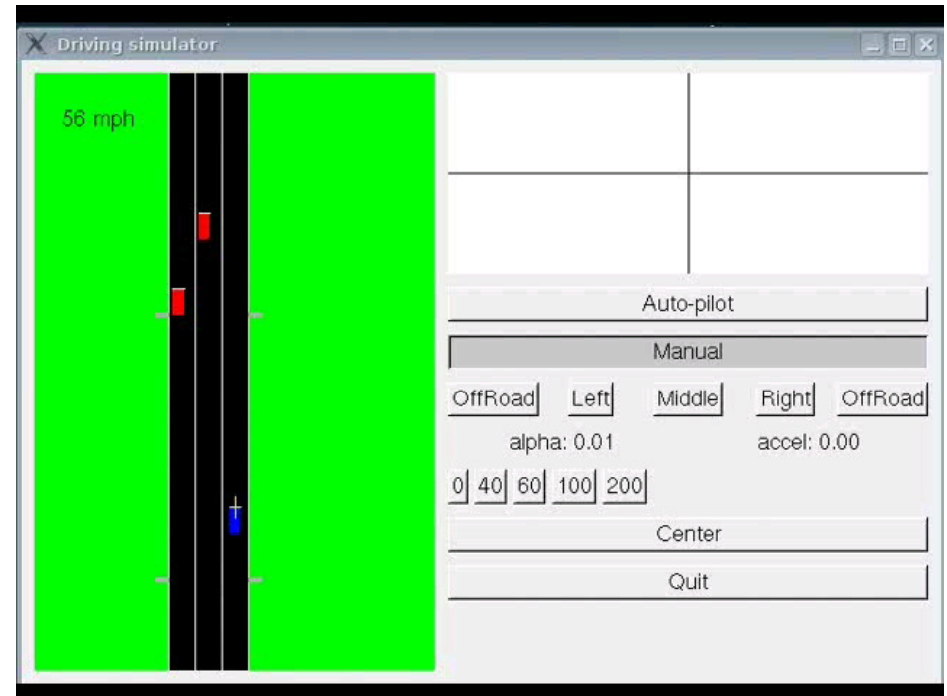 Driving simulator
56 mph
Auto-pilot
Manual
OffRoad Left Middle Right OffRoad
alpha: 0.01 accel: 0.00
0 40 60 100 200
Center
Quit